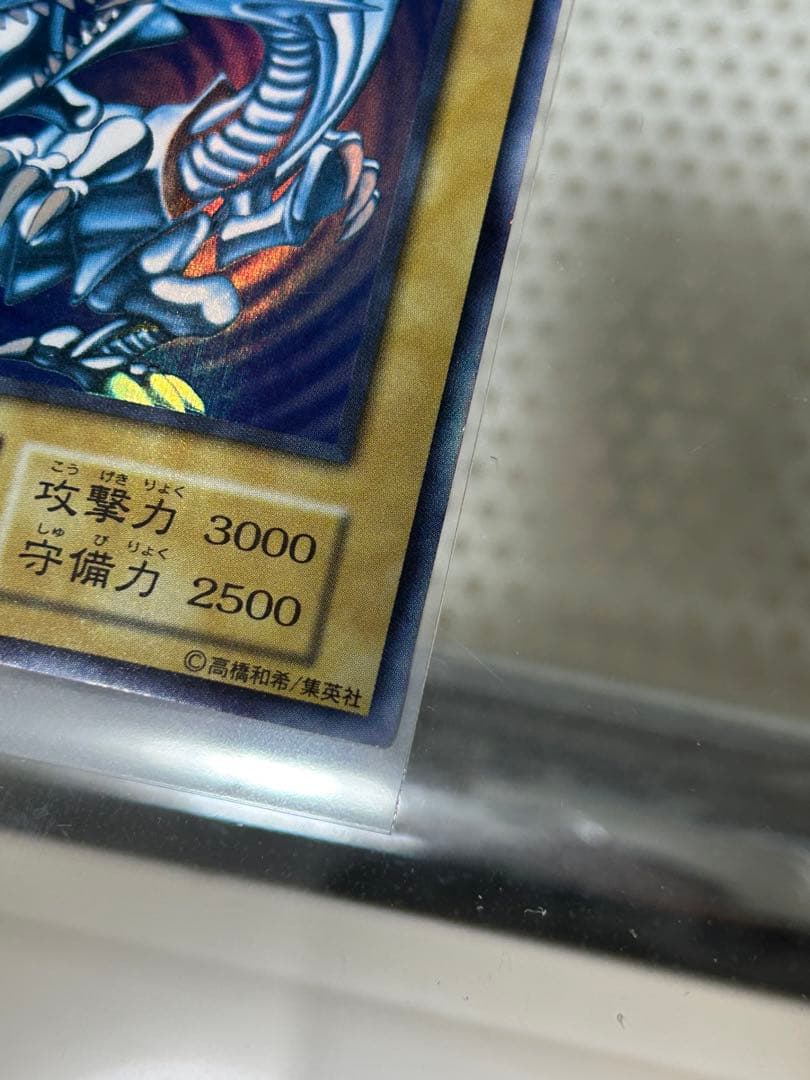 こう げき りょく
攻撃力 3000
しゅ び りょく
守備力 2500
©高橋和希/集英社